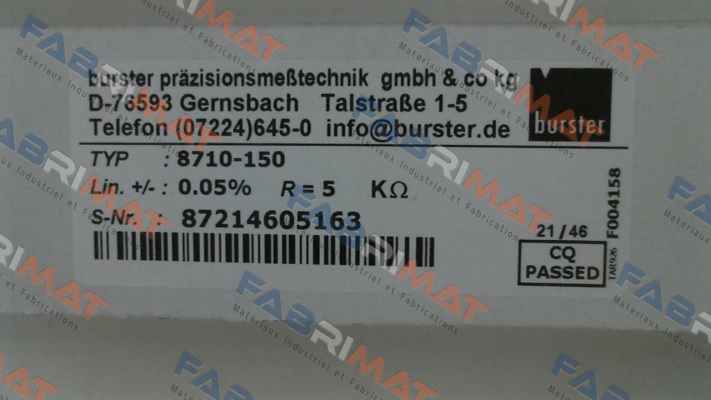 burster präzisionsmeßtechnik gmbh & co kg
D-76593 Gernsbach Talstraße 1-5
Telefon (07224)645-0 info@burster.de
burster
TYP : 8710-150
Lin. +/- : 0.05% R = 5 KΩ
S-Nr. : 87214605163
21/46
CQ
PASSED
TAR926
F004158
FABRIMAT
Materiaux Industriel et Fabrications